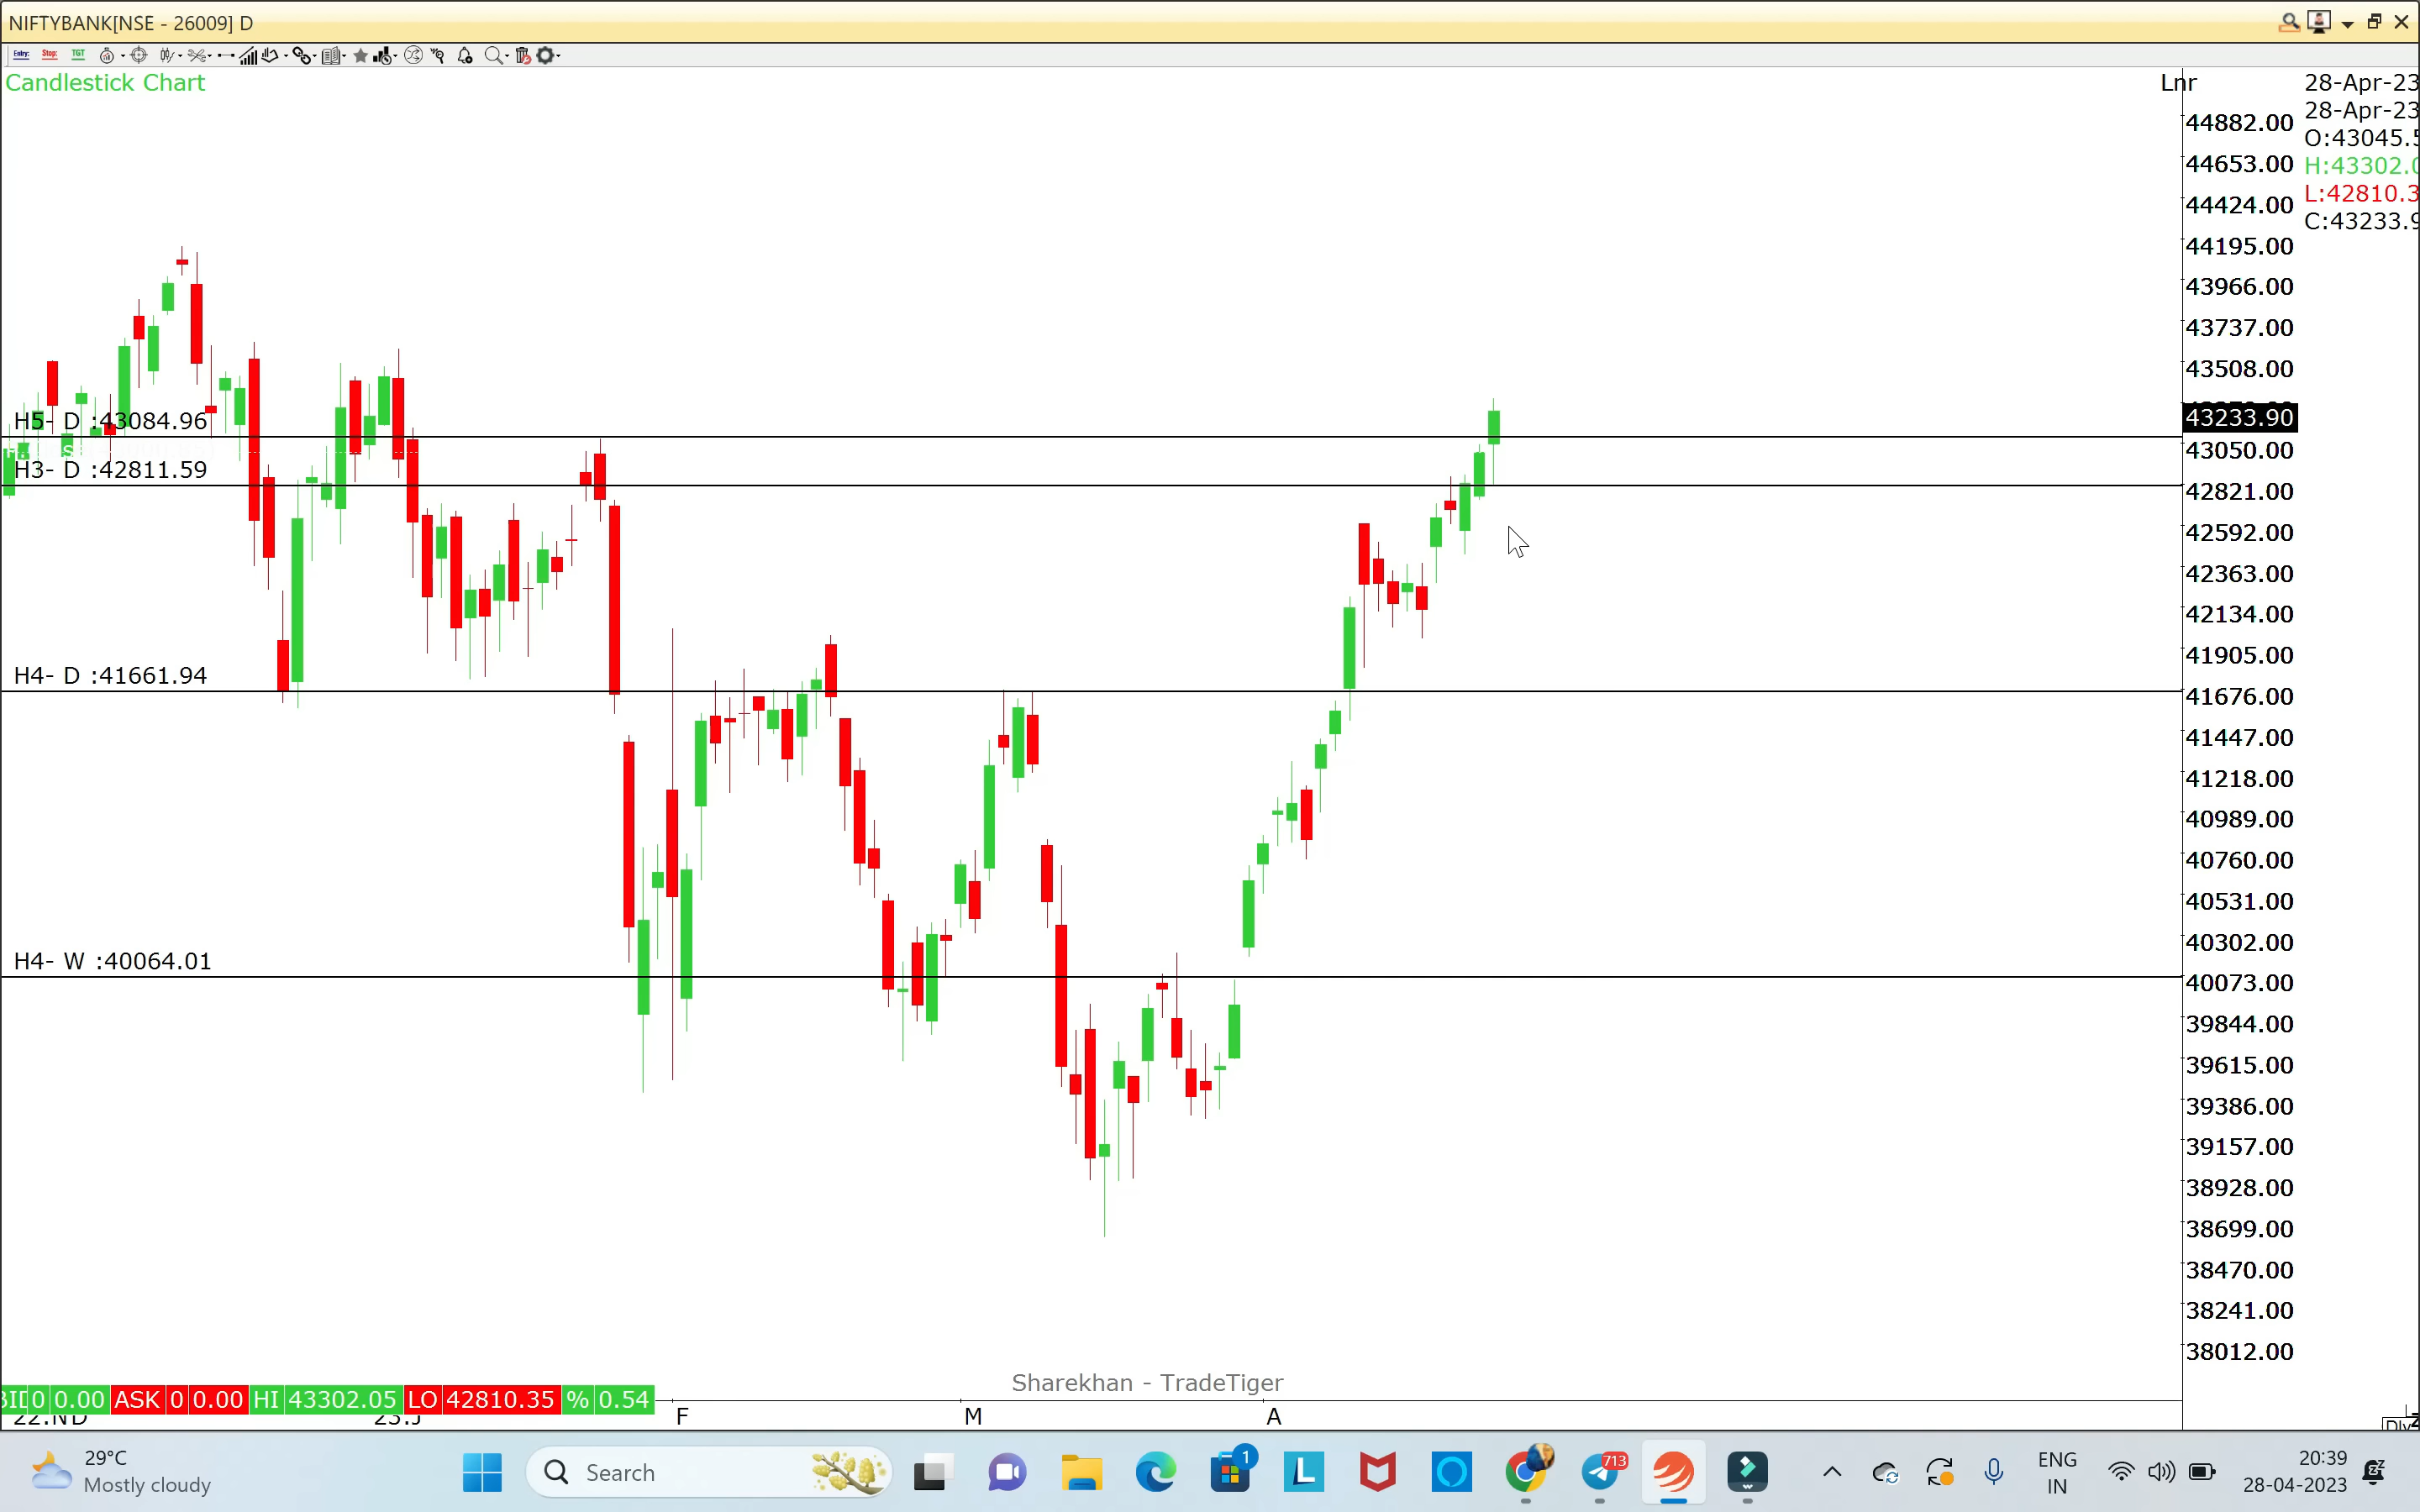 NIFTYBANK[NSE - 26009] D
Entry: Stop: TGT
Candlestick Chart
Lnr
28-Apr-23
28-Apr-23
O:43045.5
H:43302.0
L:42810.3
C:43233.9
44882.00
44653.00
44424.00
44195.00
43966.00
43737.00
43508.00
43233.90
43050.00
42821.00
42592.00
42363.00
42134.00
41905.00
41676.00
41447.00
41218.00
40989.00
40760.00
40531.00
40302.00
40073.00
39844.00
39615.00
39386.00
39157.00
38928.00
38699.00
38470.00
38241.00
38012.00
H5- D :43084.96
H3- D :42811.59
H4- D :41661.94
H4- W :40064.01
Sharekhan - TradeTiger
BID 0 0.00 ASK 0 0.00 HI 43302.05 LO 42810.35 % 0.54
F M A
29°C
Mostly cloudy
Search
1
L
713
ENG
IN
20:39
28-04-2023